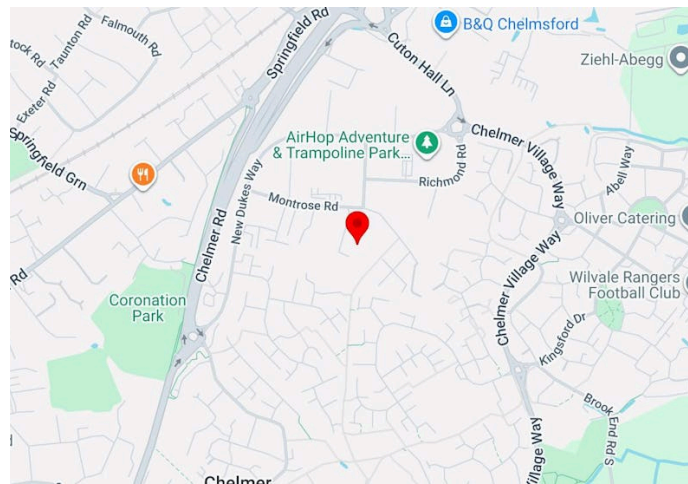 Falmouth Rd
Taunton Rd
stock Rd
Exeter Rd
Springfield Grn
Springfield Rd
B&Q Chelmsford
Cuton Hall Ln
Ziehl-Abegg
AirHop Adventure
& Trampoline Park...
Chelmer Village Way
Richmond Rd
Abell Way
New Dukes Way
Montrose Rd
Chelmer Rd
Oliver Catering
Chelmer Village Way
Wilvale Rangers
Football Club
Rd
Coronation
Park
Kingsford Dr
Brook End Rd S
Village Way
Chelmer